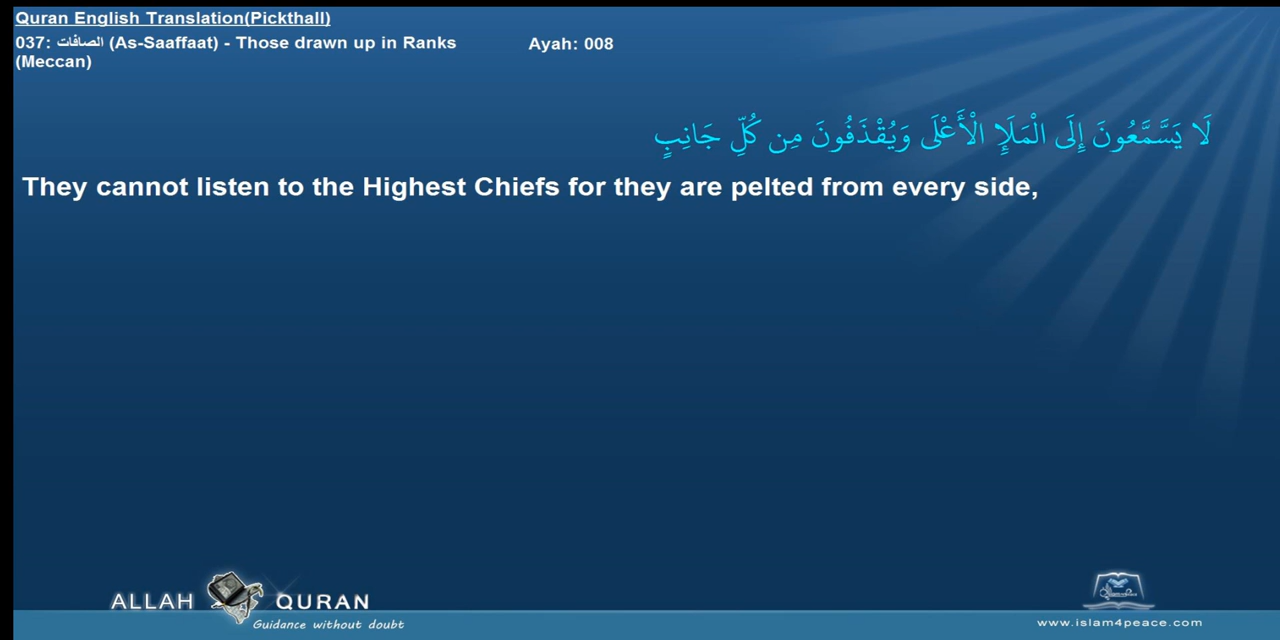 Quran English Translation(Pickthall)
037: الصافات (As-Saaffaat) - Those drawn up in Ranks Ayah: 008
(Meccan)
لَا يَسَّمَّعُونَ إِلَى الْمَلَإِ الْأَعْلَى وَيُقْذَفُونَ مِن كُلِّ جَانِبٍ
They cannot listen to the Highest Chiefs for they are pelted from every side,
ALLAH QURAN
Guidance without doubt
www.islam4peace.com